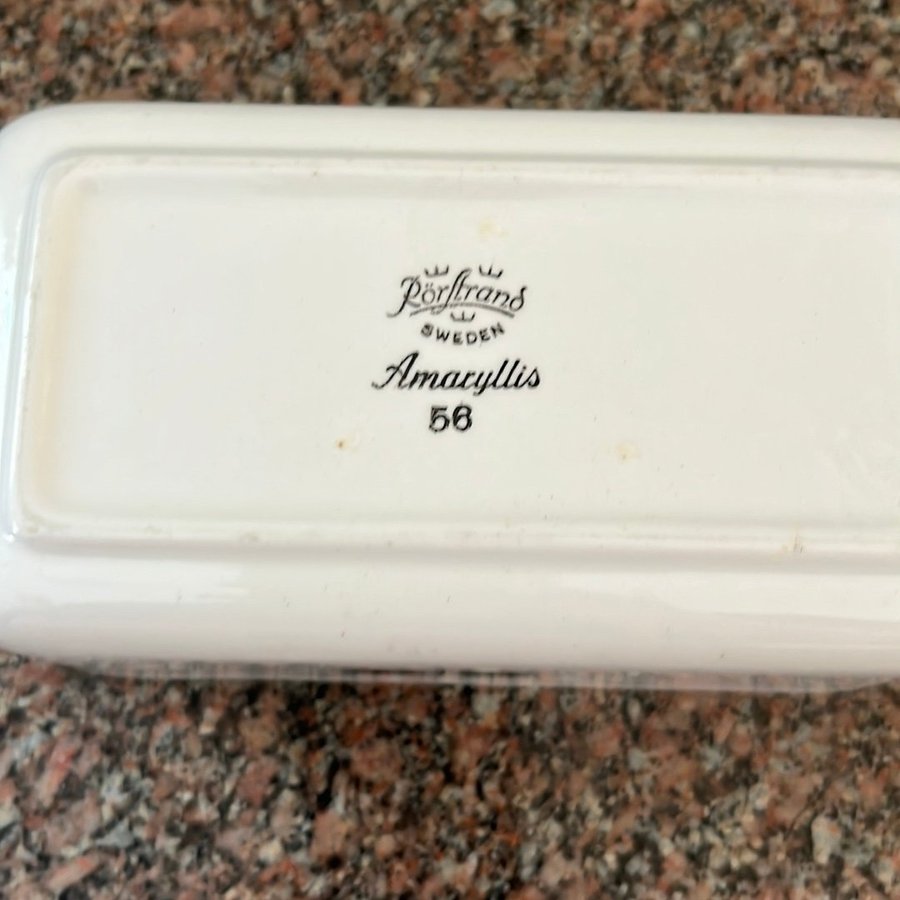 Rörstrand
SWEDEN
Amaryllis
56